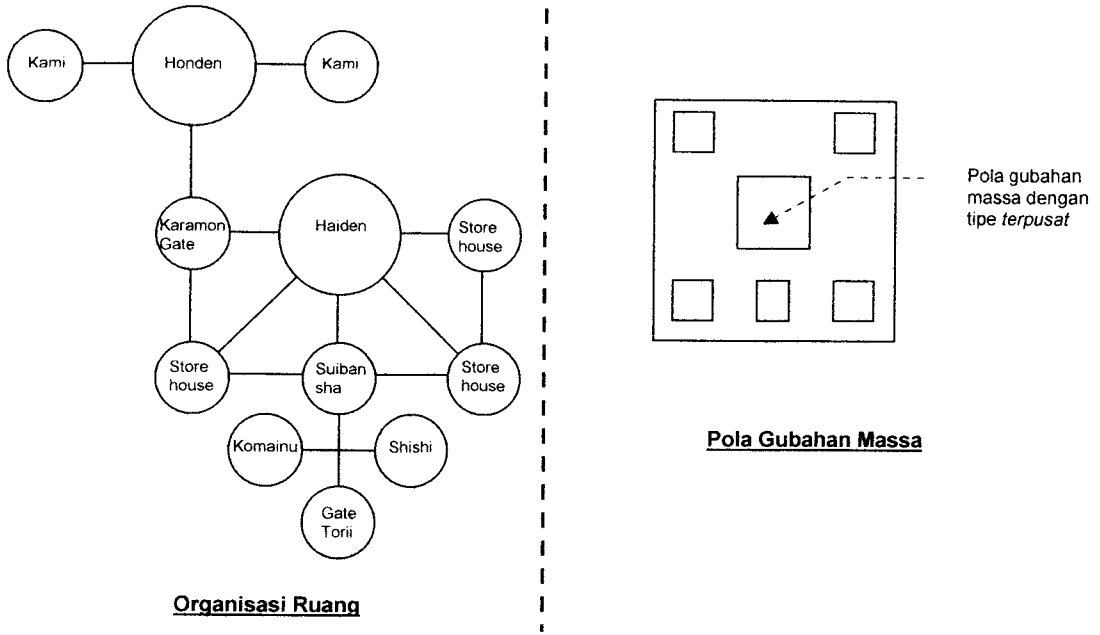 Kami
Honden
Kami
Karamon
Gate
Haiden
Store
house
Store
house
Suiban
sha
Store
house
Komainu
Shishi
Gate
Torii
Organisasi Ruang
Pola gubahan
massa dengan
tipe terpusat
Pola Gubahan Massa